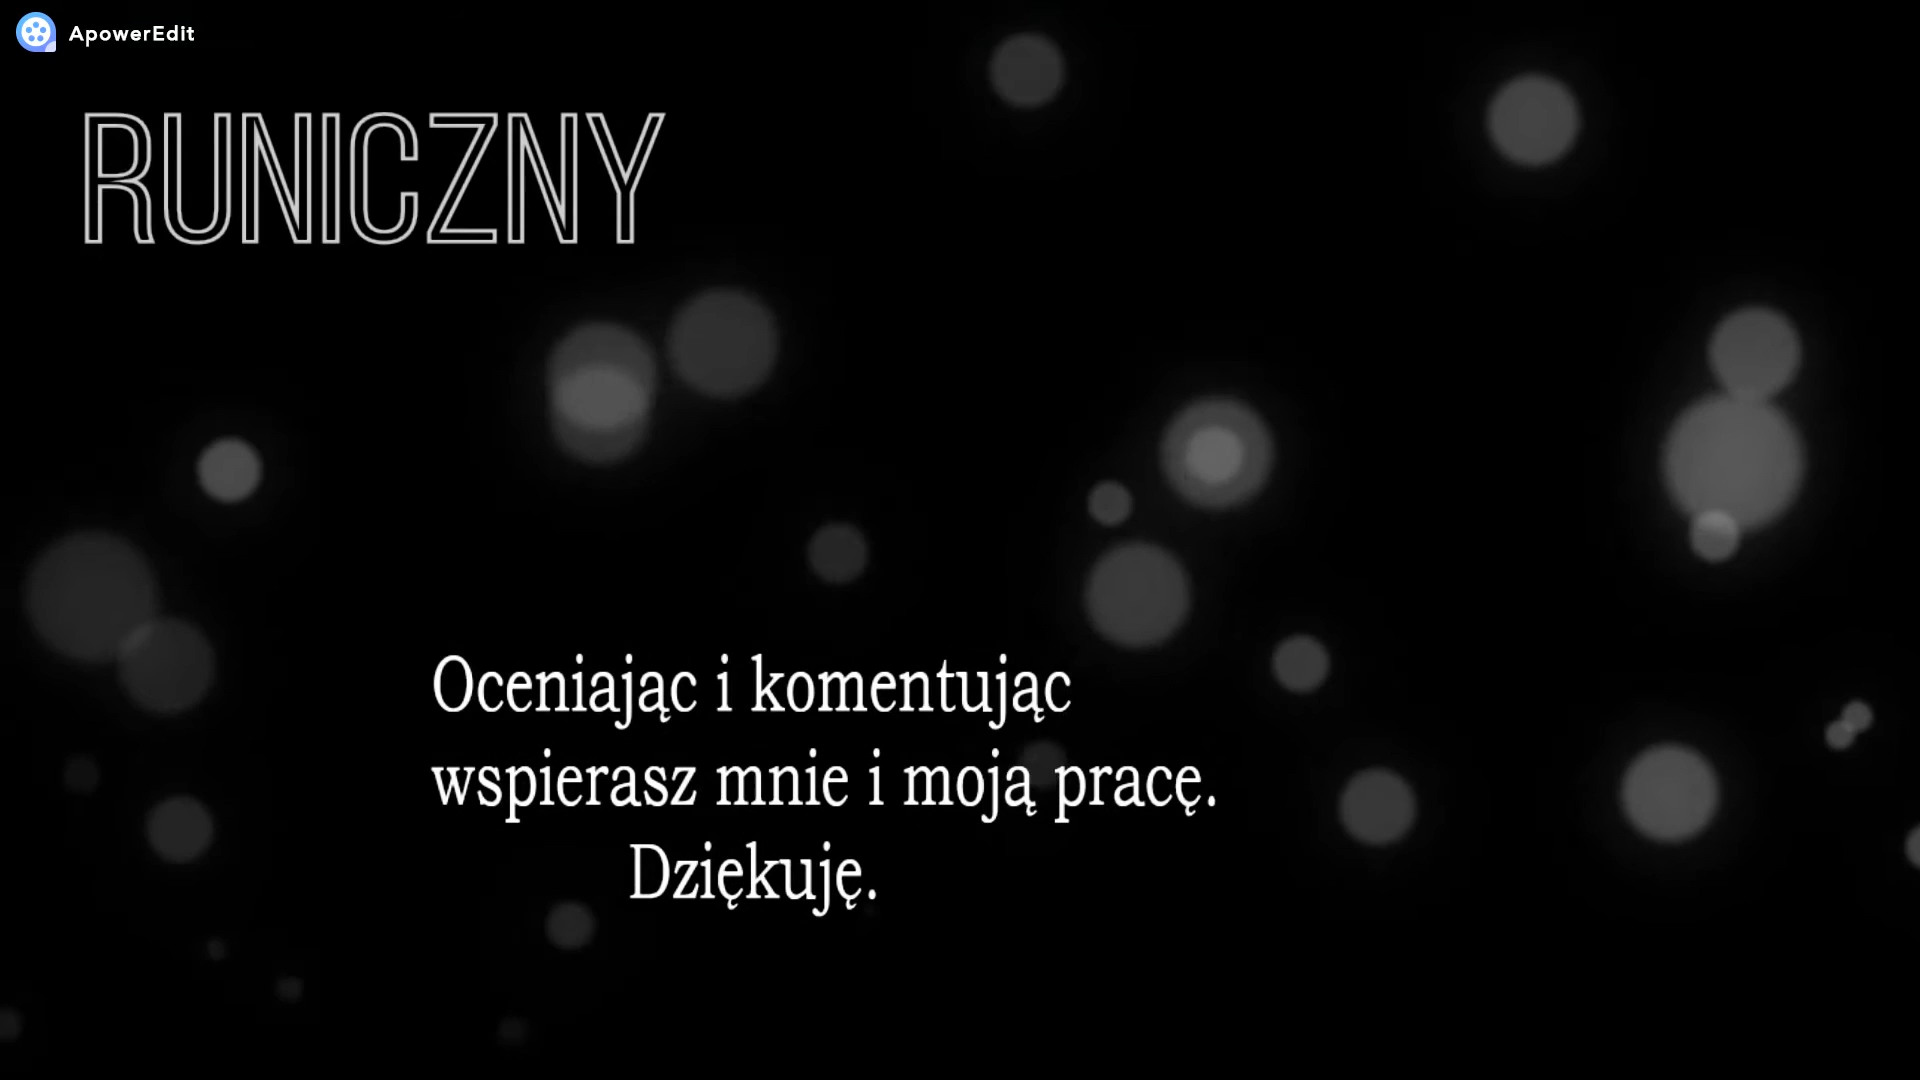 ApowerEdit
RUNICZNY
Oceniając i komentując
wspierasz mnie i moją pracę.
Dziękuję.